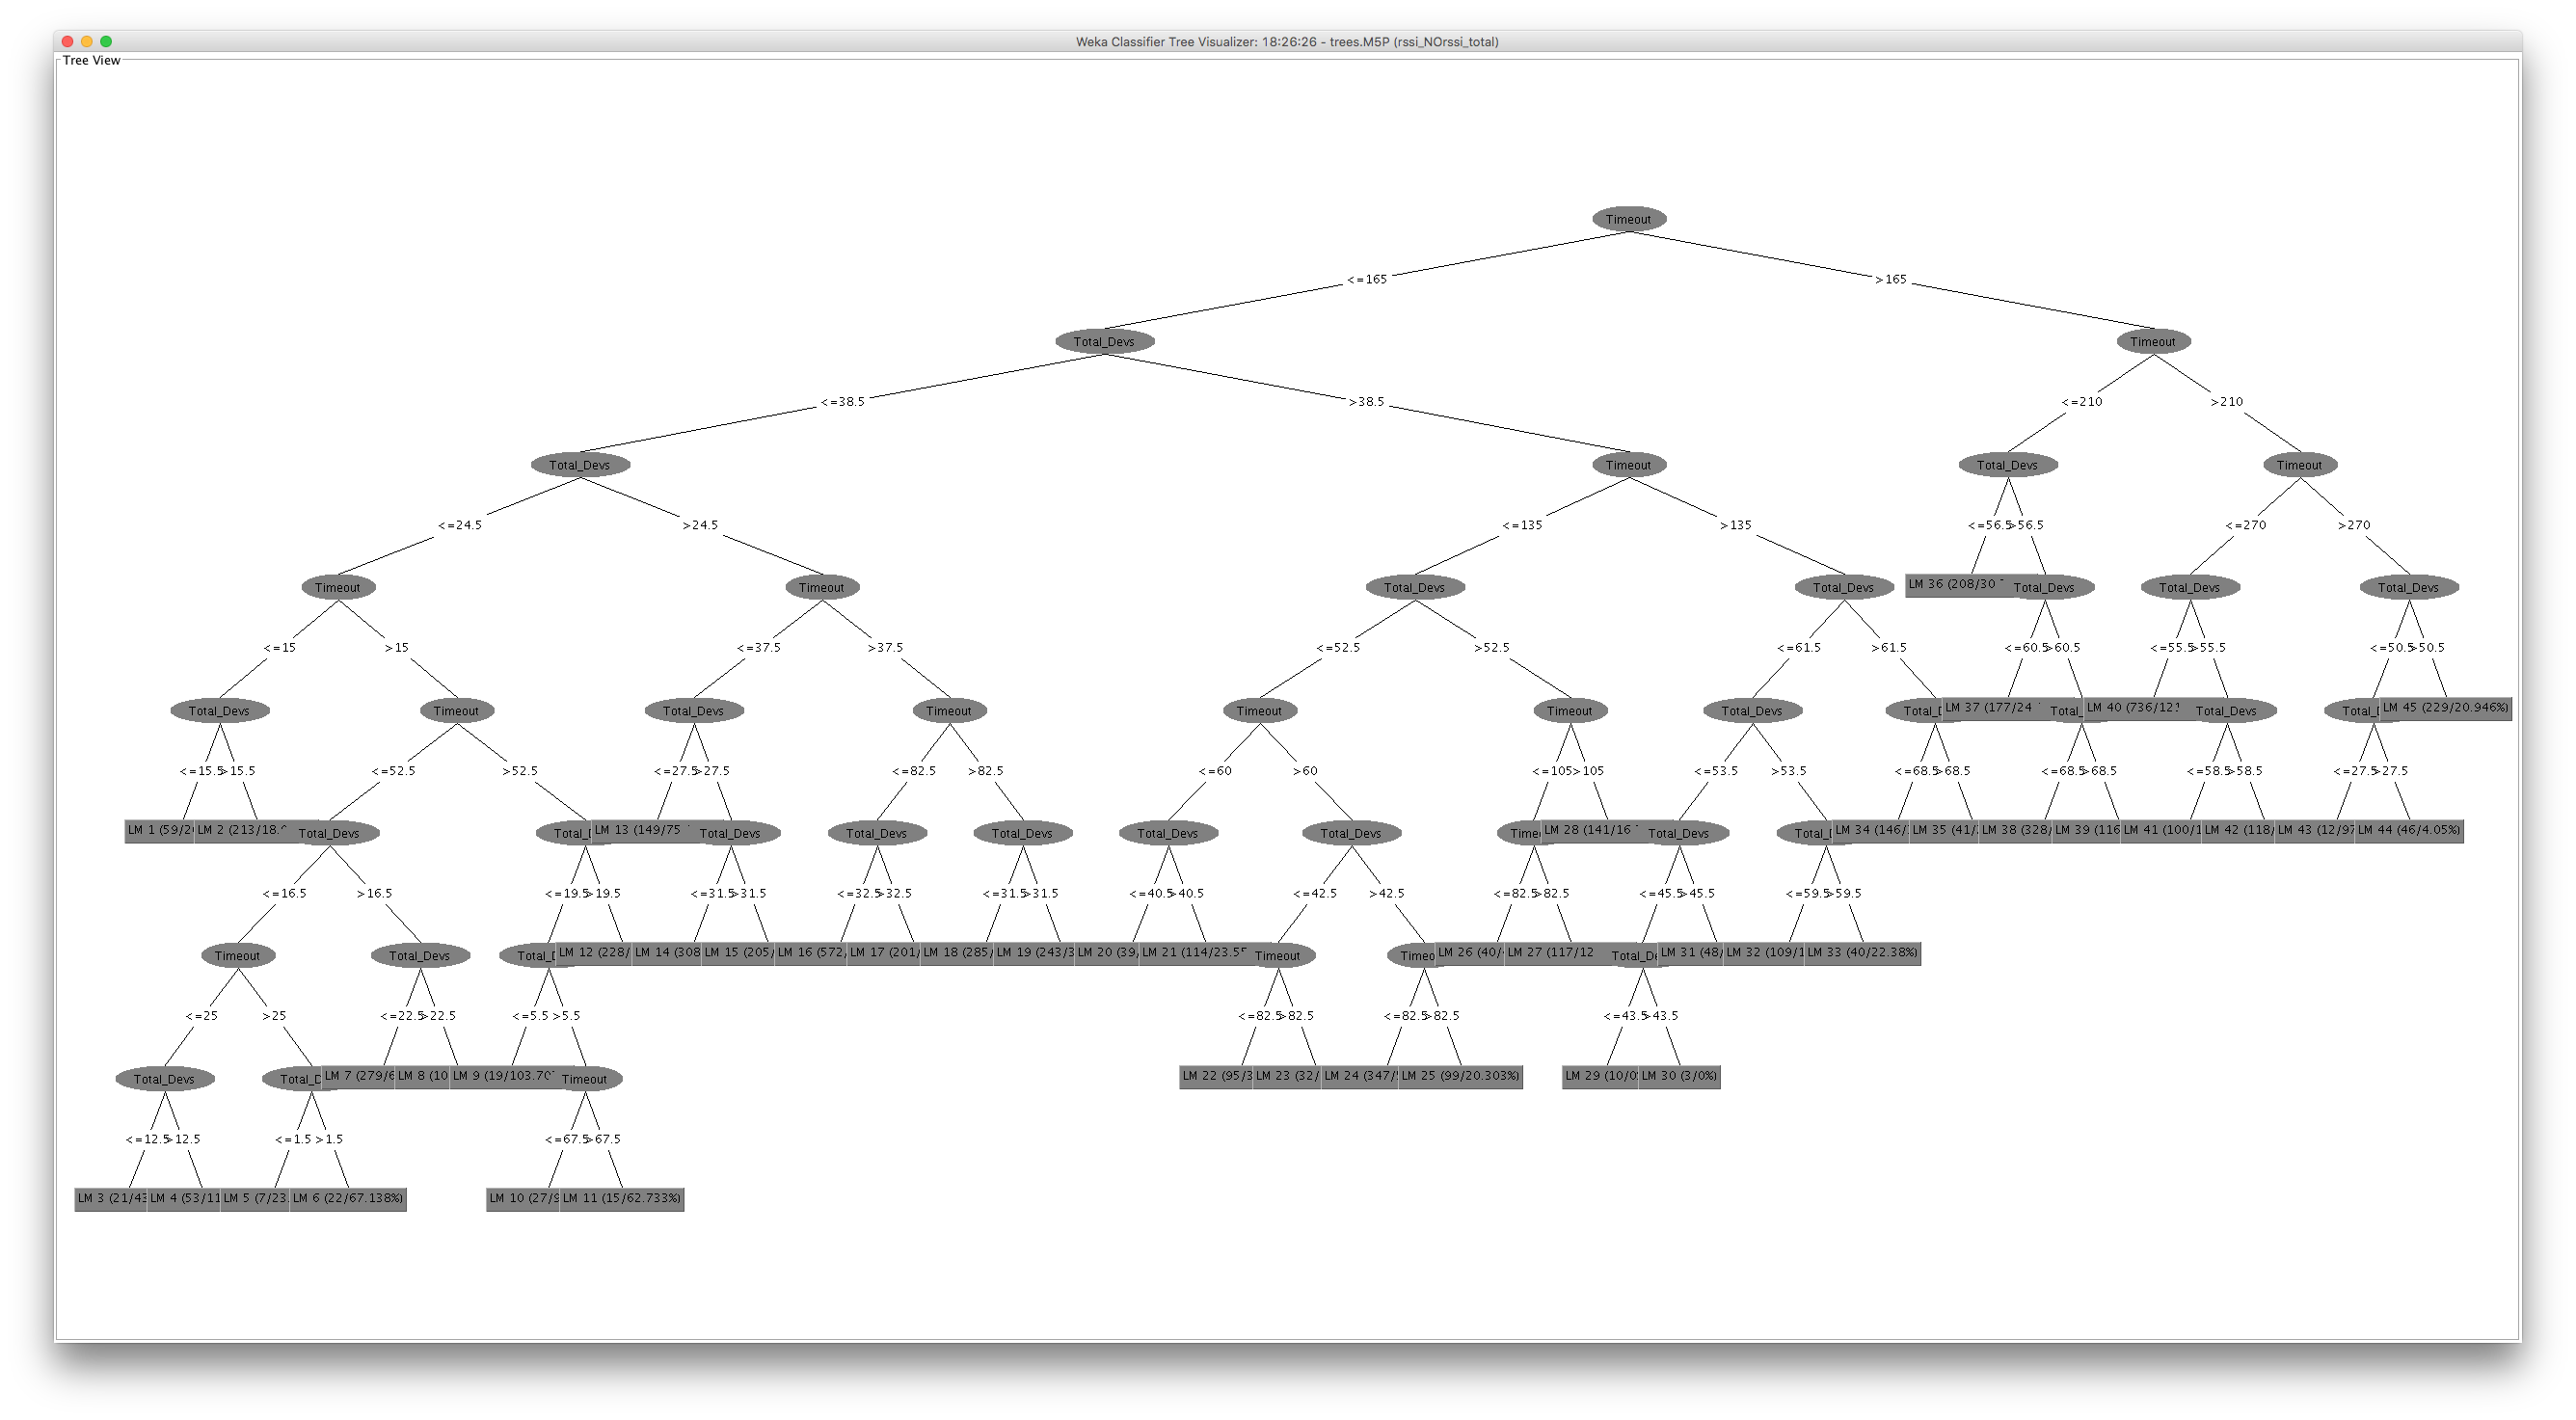 Weka Classifier Tree Visualizer: 18:26:26 - trees.M5P (rssi_NOrssi_total)
Tree View
Timeout
<=165 >165
Total_Devs Timeout
<=38.5 >38.5 <=210 >210
Total_Devs Timeout Total_Devs Timeout
<=24.5 >24.5 <=135 >135 <=56.5 >56.5 <=270 >270
Timeout Timeout Total_Devs Total_Devs LM 36 (208/30 Total_Devs Total_Devs Total_Devs
<=15 >15 <=37.5 >37.5 <=52.5 >52.5 <=61.5 >61.5 <=60.5 >60.5 <=55.5 >55.5 <=50.5 >50.5
Total_Devs Timeout Total_Devs Timeout Timeout Timeout Total_Devs Total_D LM 37 (177/24 Total_ LM 40 (736/12 Total_Devs Total_D LM 45 (229/20.946%)
<=15.5 >15.5 <=52.5 >52.5 <=27.5 >27.5 <=82.5 >82.5 <=60 >60 <=105 >105 <=53.5 >53.5 <=68.5 >68.5 <=68.5 >68.5 <=58.5 >58.5 <=27.5 >27.5
LM 1 (59/2 LM 2 (213/18. Total_Devs Total_D LM 13 (149/75 Total_Devs Total_Devs Total_Devs Total_Devs Total_Devs Time LM 28 (141/16 Total_Devs Total_D LM 34 (146/ LM 35 (41/ LM 38 (328/ LM 39 (116 LM 41 (100/1 LM 42 (118/ LM 43 (12/97 LM 44 (46/4.05%)
<=16.5 >16.5 <=19.5 >19.5 <=31.5 >31.5 <=32.5 >32.5 <=31.5 >31.5 <=40.5 >40.5 <=42.5 >42.5 <=82.5 >82.5 <=45.5 >45.5 <=59.5 >59.5
Timeout Total_Devs Total_D LM 12 (228/ LM 14 (308 LM 15 (205/ LM 16 (572, LM 17 (201/ LM 18 (285/ LM 19 (243/3 LM 20 (39/ LM 21 (114/23.5 Timeout Timeo LM 26 (40/ LM 27 (117/12 Total_De LM 31 (48/ LM 32 (109/1 LM 33 (40/22.38%)
<=25 >25 <=22.5 >22.5 <=5.5 >5.5 <=82.5 >82.5 <=82.5 >82.5 <=43.5 >43.5
Total_Devs Total_D LM 7 (279/6 LM 8 (10 LM 9 (19/103.70 Timeout LM 22 (95/3 LM 23 (32/ LM 24 (347/ LM 25 (99/20.303%) LM 29 (10/0 LM 30 (3/0%)
<=12.5 >12.5 <=1.5 >1.5 <=67.5 >67.5
LM 3 (21/43 LM 4 (53/11 LM 5 (7/23. LM 6 (22/67.138%) LM 10 (27/9 LM 11 (15/62.733%)